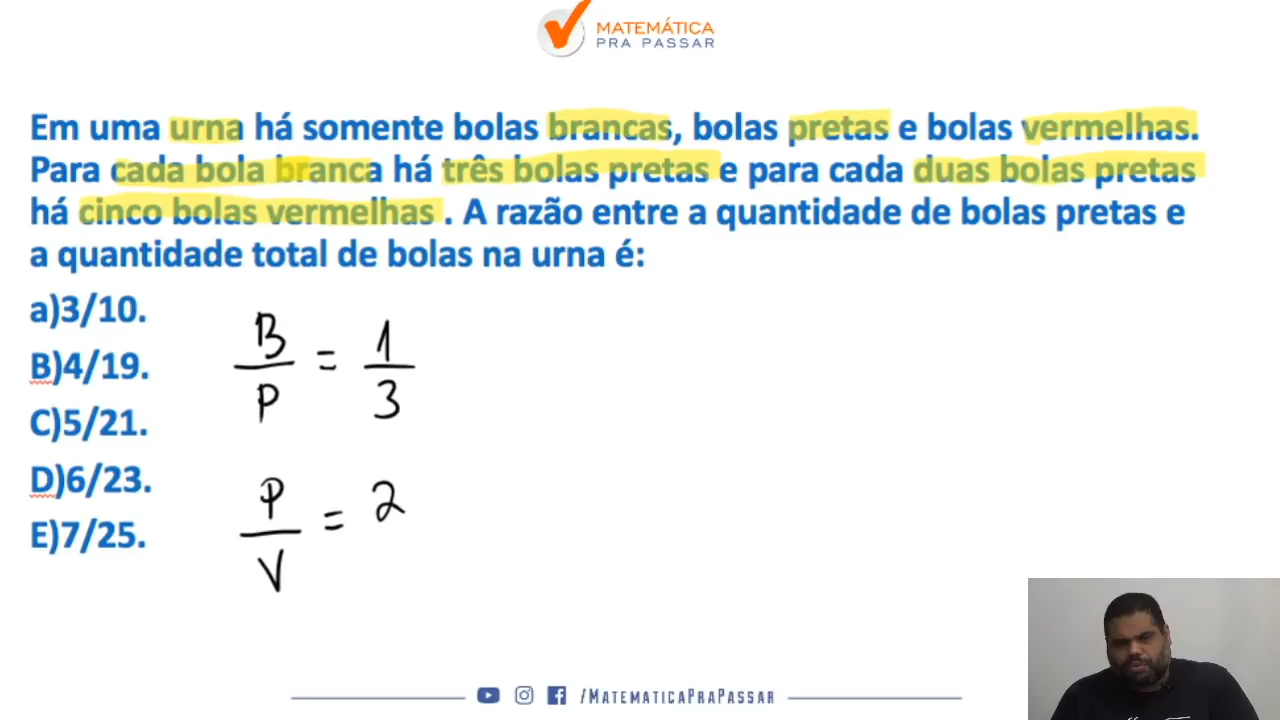 MATEMÁTICA
PRA PASSAR
Em uma urna há somente bolas brancas, bolas pretas e bolas vermelhas.
Para cada bola branca há três bolas pretas e para cada duas bolas pretas
há cinco bolas vermelhas . A razão entre a quantidade de bolas pretas e
a quantidade total de bolas na urna é:
a)3/10.
B)4/19.
C)5/21.
D)6/23.
E)7/25.
B/P = 1/3
P/V = 2
/MATEMATICAPRAPASSAR